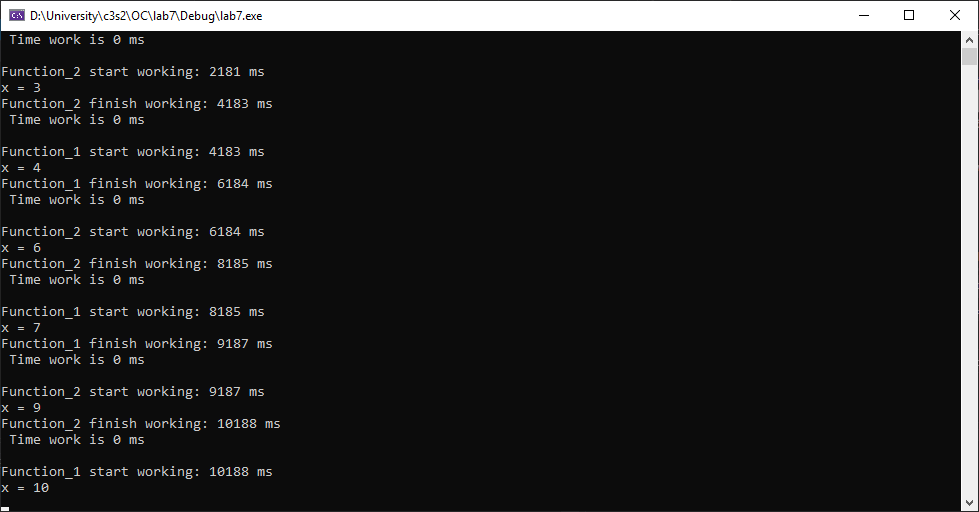 D:\University\c3s2\OC\lab7\Debug\lab7.exe
Time work is 0 ms
Function_2 start working: 2181 ms
x = 3
Function_2 finish working: 4183 ms
Time work is 0 ms
Function_1 start working: 4183 ms
x = 4
Function_1 finish working: 6184 ms
Time work is 0 ms
Function_2 start working: 6184 ms
x = 6
Function_2 finish working: 8185 ms
Time work is 0 ms
Function_1 start working: 8185 ms
x = 7
Function_1 finish working: 9187 ms
Time work is 0 ms
Function_2 start working: 9187 ms
x = 9
Function_2 finish working: 10188 ms
Time work is 0 ms
Function_1 start working: 10188 ms
x = 10